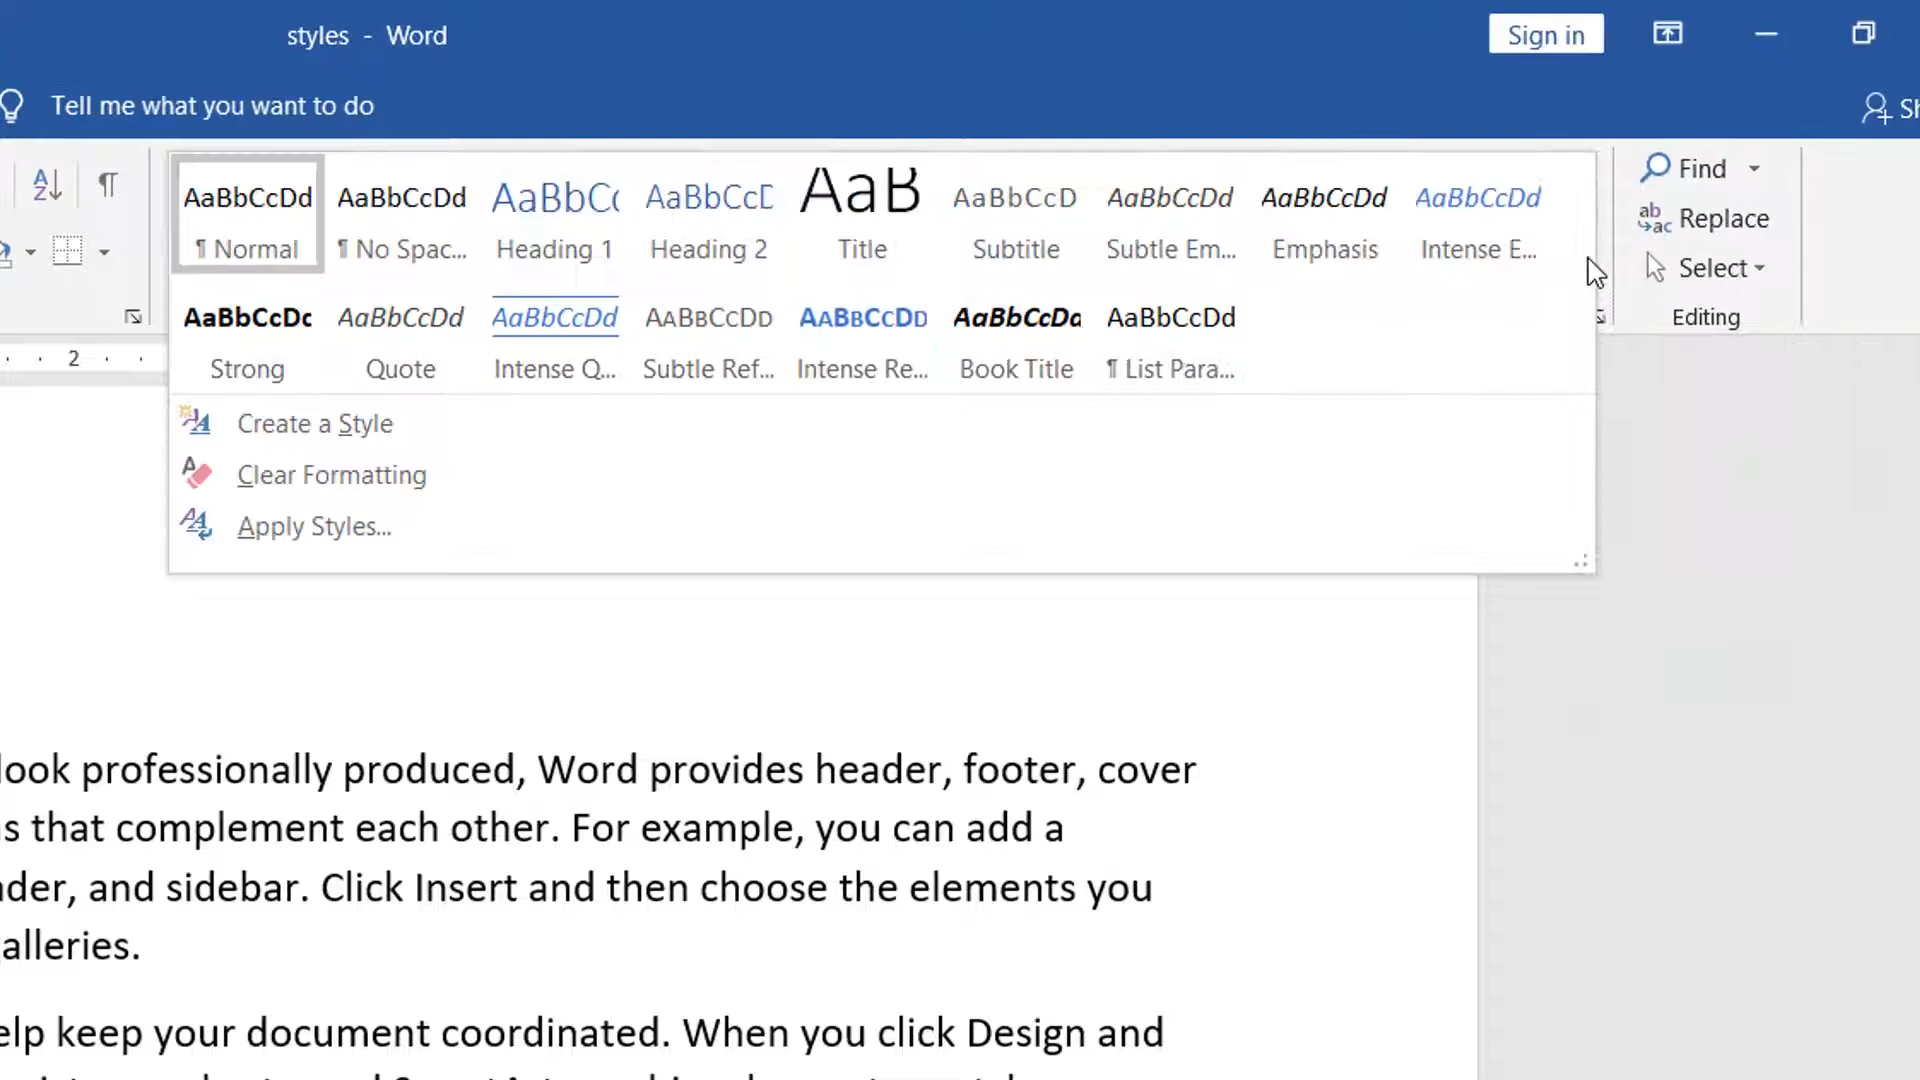 styles - Word
Sign in
Tell me what you want to do
AaBbCcDd AaBbCcDd AaBbCc AaBbCcD AaB AaBbCcD AaBbCcDd AaBbCcDd AaBbCcDd
¶ Normal ¶ No Spac... Heading 1 Heading 2 Title Subtitle Subtle Em... Emphasis Intense E...
AaBbCcDc AaBbCcDd AaBbCcDd AaBbCcDd AaBbCcDd AaBbCcDd AaBbCcDd
Strong Quote Intense Q... Subtle Ref... Intense Re... Book Title ¶ List Para...
Create a Style
Clear Formatting
Apply Styles...
Find
Replace
Select
Editing
2
look professionally produced, Word provides header, footer, cover
that complement each other. For example, you can add a
and sidebar. Click Insert and then choose the elements you
alleries.
elp keep your document coordinated. When you click Design and